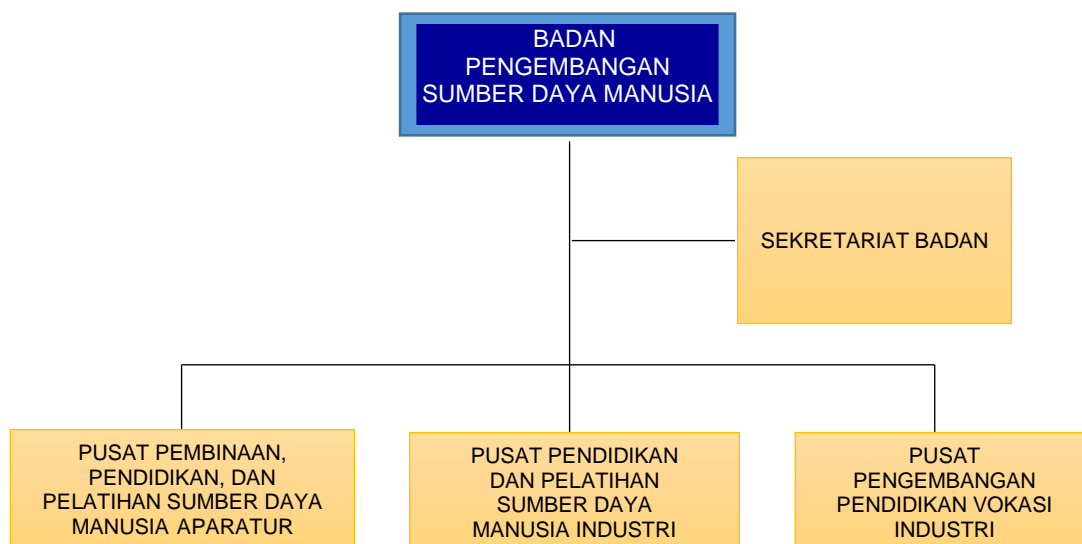 BADAN
PENGEMBANGAN
SUMBER DAYA MANUSIA
SEKRETARIAT BADAN
PUSAT PEMBINAAN,
PENDIDIKAN, DAN
PELATIHAN SUMBER DAYA
MANUSIA APARATUR
PUSAT PENDIDIKAN
DAN PELATIHAN
SUMBER DAYA
MANUSIA INDUSTRI
PUSAT
PENGEMBANGAN
PENDIDIKAN VOKASI
INDUSTRI